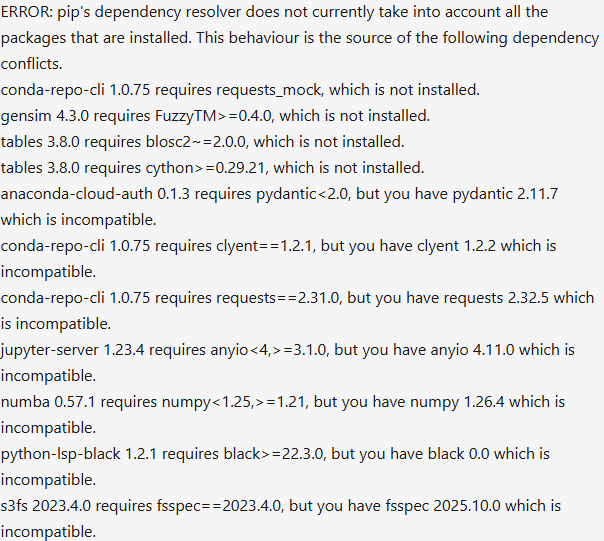 ERROR: pip's dependency resolver does not currently take into account all the
packages that are installed. This behaviour is the source of the following dependency
conflicts.
conda-repo-cli 1.0.75 requires requests_mock, which is not installed.
gensim 4.3.0 requires FuzzyTM>=0.4.0, which is not installed.
tables 3.8.0 requires blosc2~=2.0.0, which is not installed.
tables 3.8.0 requires cython>=0.29.21, which is not installed.
anaconda-cloud-auth 0.1.3 requires pydantic<2.0, but you have pydantic 2.11.7
which is incompatible.
conda-repo-cli 1.0.75 requires clyent==1.2.1, but you have clyent 1.2.2 which is
incompatible.
conda-repo-cli 1.0.75 requires requests==2.31.0, but you have requests 2.32.5 which
is incompatible.
jupyter-server 1.23.4 requires anyio<4,>=3.1.0, but you have anyio 4.11.0 which is
incompatible.
numba 0.57.1 requires numpy<1.25,>=1.21, but you have numpy 1.26.4 which is
incompatible.
python-lsp-black 1.2.1 requires black>=22.3.0, but you have black 0.0 which is
incompatible.
s3fs 2023.4.0 requires fsspec==2023.4.0, but you have fsspec 2025.10.0 which is
incompatible.